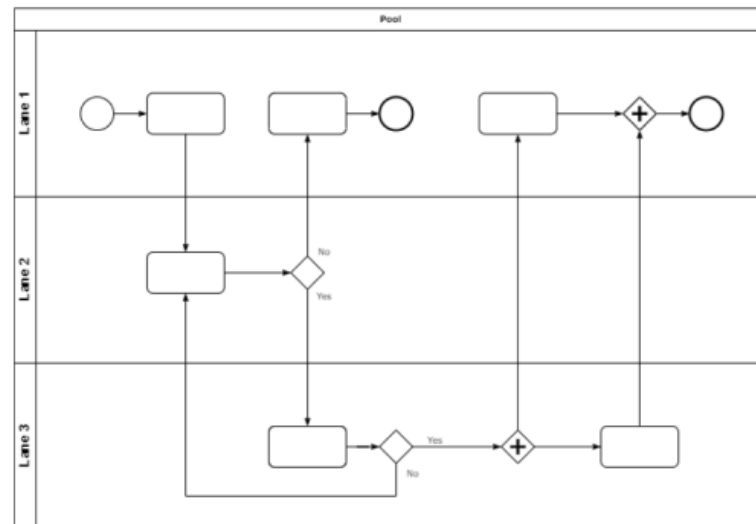 Pool
Lane 1
Lane 2
No
Yes
Lane 3
Yes
No